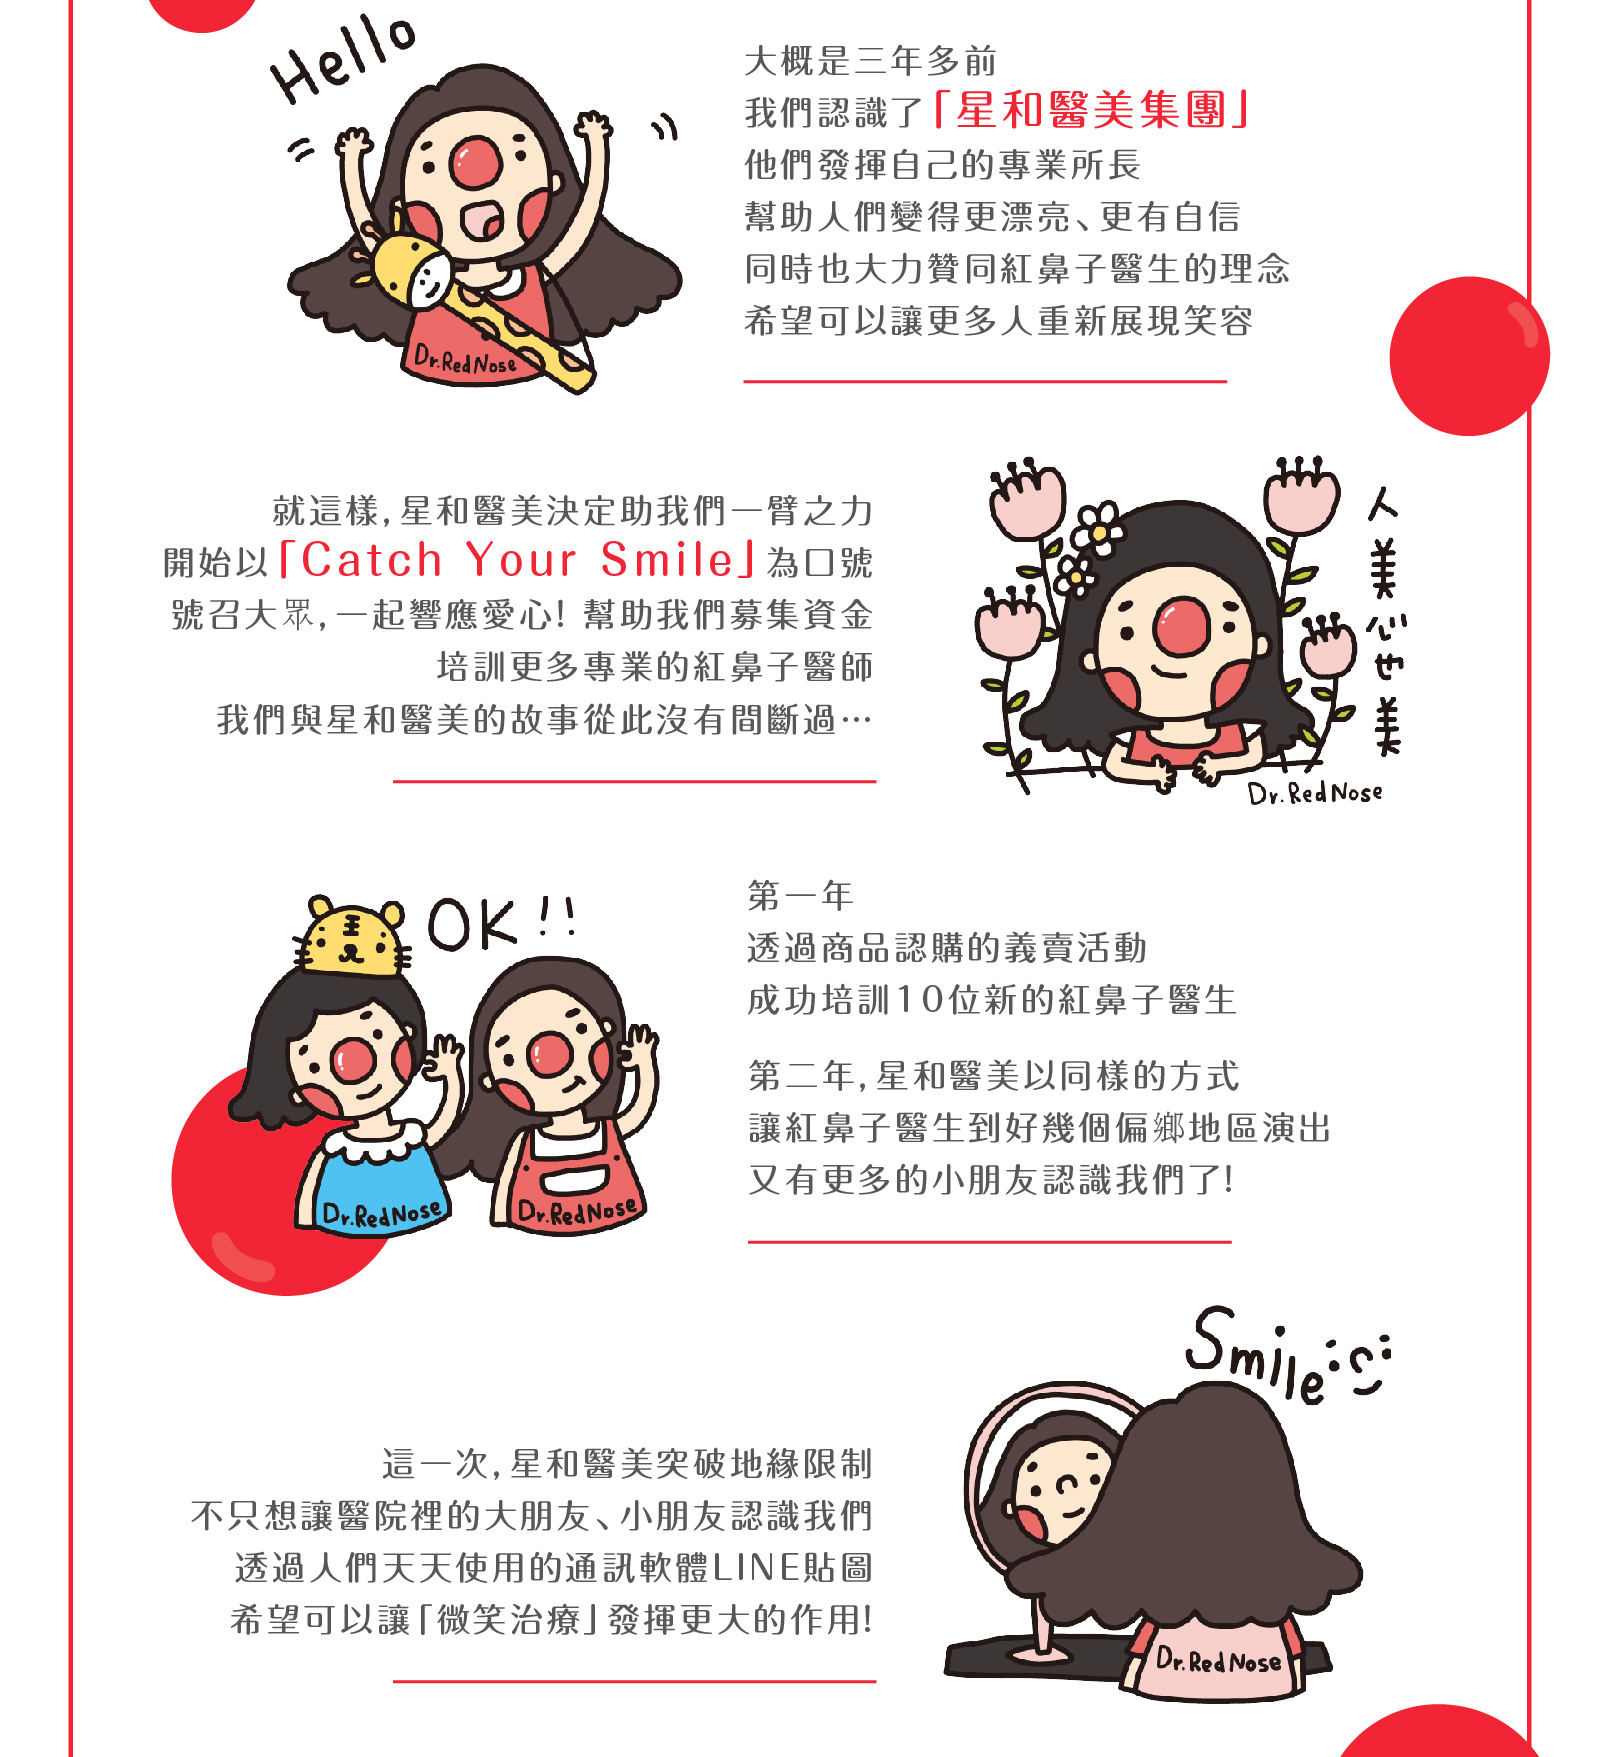 Hello
大概是三年多前
我們認識了「星和醫美集團」
他們發揮自己的專業所長
幫助人們變得更漂亮、更有自信
同時也大力贊同紅鼻子醫生的理念
希望可以讓更多人重新展現笑容
Dr.RedNose
就這樣,星和醫美決定助我們一臂之力
開始以「Catch Your Smile」為口號
號召大眾,一起響應愛心! 幫助我們募集資金
培訓更多專業的紅鼻子醫師
我們與星和醫美的故事從此沒有間斷過…
人美心也美
Dr.RedNose
OK!!
第一年
透過商品認購的義賣活動
成功培訓10位新的紅鼻子醫生
第二年,星和醫美以同樣的方式
讓紅鼻子醫生到好幾個偏鄉地區演出
又有更多的小朋友認識我們了!
Dr.RedNose
Dr.RedNose
Smile
這一次,星和醫美突破地緣限制
不只想讓醫院裡的大朋友、小朋友認識我們
透過人們天天使用的通訊軟體LINE貼圖
希望可以讓「微笑治療」發揮更大的作用!
Dr.RedNose